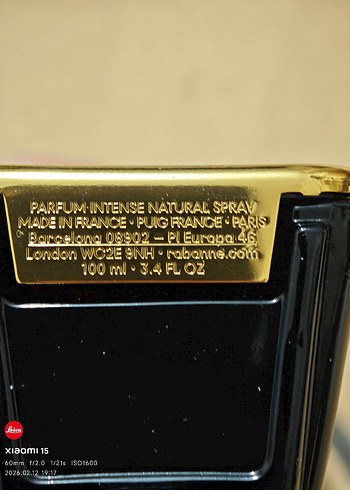 PARFUM INTENSE NATURAL SPRAY
MADE IN FRANCE • PUIG FRANCE • PARIS
Barcelona 08902 – Pl Europa 46,
London WC2E 9NH • rabanne.com
100 ml • 3.4 FL OZ
Leica
XIAOMI 15
60mm f/2.0 1/21s ISO1600
2026.02.12 19:17